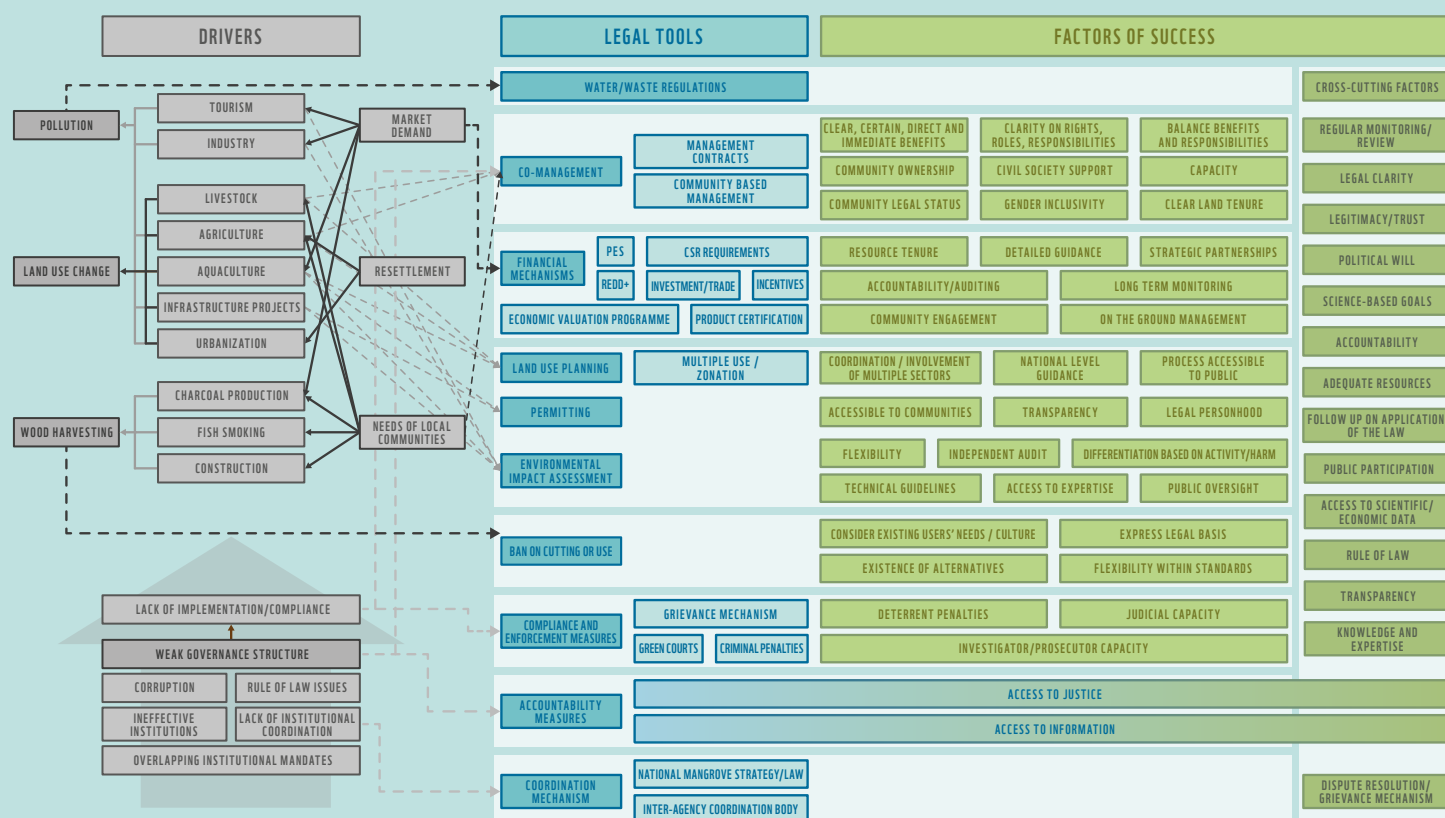 DRIVERS
LEGAL TOOLS
FACTORS OF SUCCESS
POLLUTION
LAND USE CHANGE
WOOD HARVESTING
TOURISM
INDUSTRY
LIVESTOCK
AGRICULTURE
AQUACULTURE
INFRASTRUCTURE PROJECTS
URBANIZATION
CHARCOAL PRODUCTION
FISH SMOKING
CONSTRUCTION
MARKET
DEMAND
RESETTLEMENT
NEEDS OF LOCAL
COMMUNITIES
LACK OF IMPLEMENTATION/COMPLIANCE
WEAK GOVERNANCE STRUCTURE
CORRUPTION
RULE OF LAW ISSUES
INEFFECTIVE
INSTITUTIONS
LACK OF INSTITUTIONAL
COORDINATION
OVERLAPPING INSTITUTIONAL MANDATES
WATER/WASTE REGULATIONS
CO-MANAGEMENT
MANAGEMENT
CONTRACTS
COMMUNITY BASED
MANAGEMENT
CLEAR, CERTAIN, DIRECT AND
IMMEDIATE BENEFITS
CLARITY ON RIGHTS,
ROLES, RESPONSIBILITIES
BALANCE BENEFITS
AND RESPONSIBILITIES
COMMUNITY OWNERSHIP
CIVIL SOCIETY SUPPORT
CAPACITY
COMMUNITY LEGAL STATUS
GENDER INCLUSIVITY
CLEAR LAND TENURE
FINANCIAL
MECHANISMS
PES
CSR REQUIREMENTS
REDD+
INVESTMENT/TRADE
INCENTIVES
ECONOMIC VALUATION PROGRAMME
PRODUCT CERTIFICATION
RESOURCE TENURE
DETAILED GUIDANCE
STRATEGIC PARTNERSHIPS
ACCOUNTABILITY/AUDITING
LONG TERM MONITORING
COMMUNITY ENGAGEMENT
ON THE GROUND MANAGEMENT
LAND USE PLANNING
MULTIPLE USE /
ZONATION
COORDINATION / INVOLVEMENT
OF MULTIPLE SECTORS
NATIONAL LEVEL
GUIDANCE
PROCESS ACCESSIBLE
TO PUBLIC
PERMITTING
ACCESSIBLE TO COMMUNITIES
TRANSPARENCY
LEGAL PERSONHOOD
ENVIRONMENTAL
IMPACT ASSESSMENT
FLEXIBILITY
INDEPENDENT AUDIT
DIFFERENTIATION BASED ON ACTIVITY/HARM
TECHNICAL GUIDELINES
ACCESS TO EXPERTISE
PUBLIC OVERSIGHT
BAN ON CUTTING OR USE
CONSIDER EXISTING USERS' NEEDS / CULTURE
EXPRESS LEGAL BASIS
EXISTENCE OF ALTERNATIVES
FLEXIBILITY WITHIN STANDARDS
COMPLIANCE AND
ENFORCEMENT MEASURES
GRIEVANCE MECHANISM
GREEN COURTS
CRIMINAL PENALTIES
DETERRENT PENALTIES
JUDICIAL CAPACITY
INVESTIGATOR/PROSECUTOR CAPACITY
ACCOUNTABILITY
MEASURES
ACCESS TO JUSTICE
ACCESS TO INFORMATION
COORDINATION
MECHANISM
NATIONAL MANGROVE STRATEGY/LAW
INTER-AGENCY COORDINATION BODY
CROSS-CUTTING FACTORS
REGULAR MONITORING/
REVIEW
LEGAL CLARITY
LEGITIMACY/TRUST
POLITICAL WILL
SCIENCE-BASED GOALS
ACCOUNTABILITY
ADEQUATE RESOURCES
FOLLOW UP ON APPLICATION
OF THE LAW
PUBLIC PARTICIPATION
ACCESS TO SCIENTIFIC/
ECONOMIC DATA
RULE OF LAW
TRANSPARENCY
KNOWLEDGE AND
EXPERTISE
DISPUTE RESOLUTION/
GRIEVANCE MECHANISM